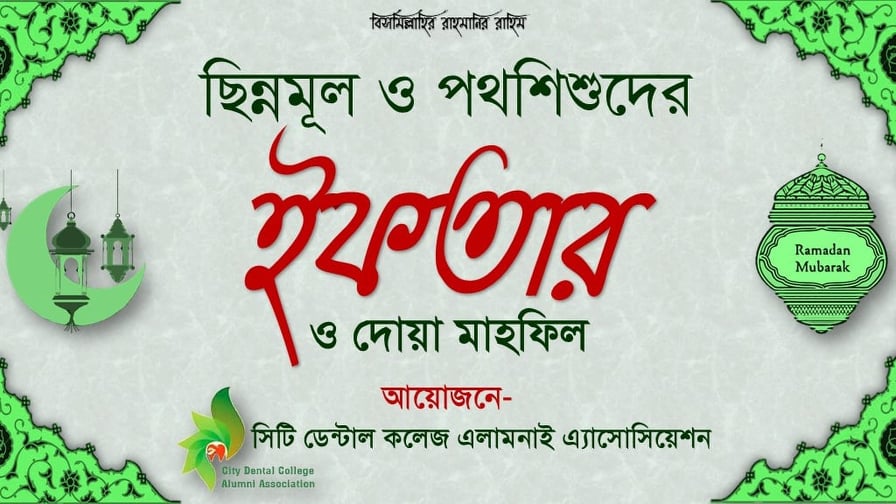 বিসমিল্লাহির রাহমানির রাহিম
ছিন্নমূল ও পথশিশুদের
ইফতার
ও দোয়া মাহফিল
Ramadan
Mubarak
আয়োজনে-
সিটি ডেন্টাল কলেজ এলামনাই এ্যাসোসিয়েশন
City Dental College
Alumni Association